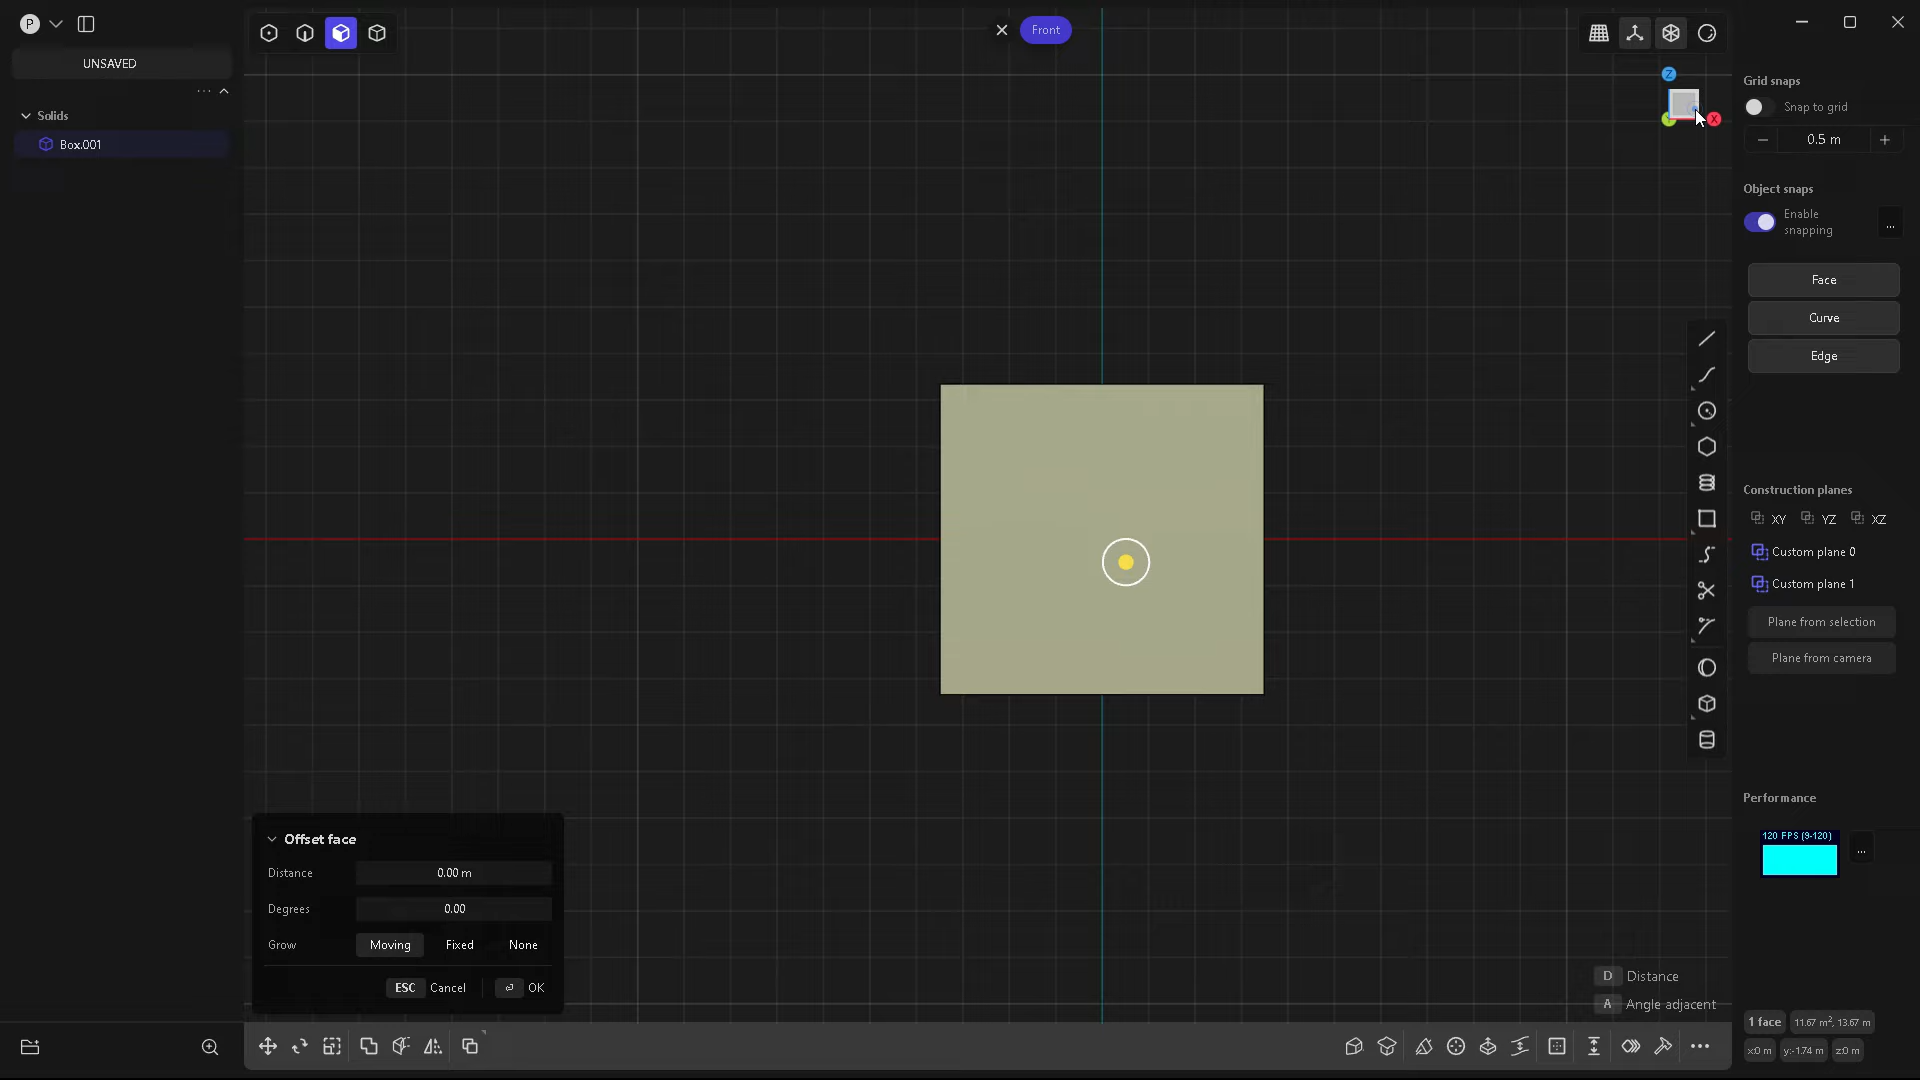 P
UNSAVED
...
Solids
Box.001
Front
Z
Y
X
Grid snaps
Snap to grid
0.5 m
Object snaps
Enable snapping
...
Face
Curve
Edge
Construction planes
XY
YZ
XZ
Custom plane 0
Custom plane 1
Plane from selection
Plane from camera
Performance
120 FPS (9-120)
...
Offset face
Distance
0.00 m
Degrees
0.00
Grow
Moving
Fixed
None
ESC Cancel
OK
D Distance
A Angle adjacent
1 face
11.67 m², 13.67 m
x:0 m
y:-1.74 m
z:0 m